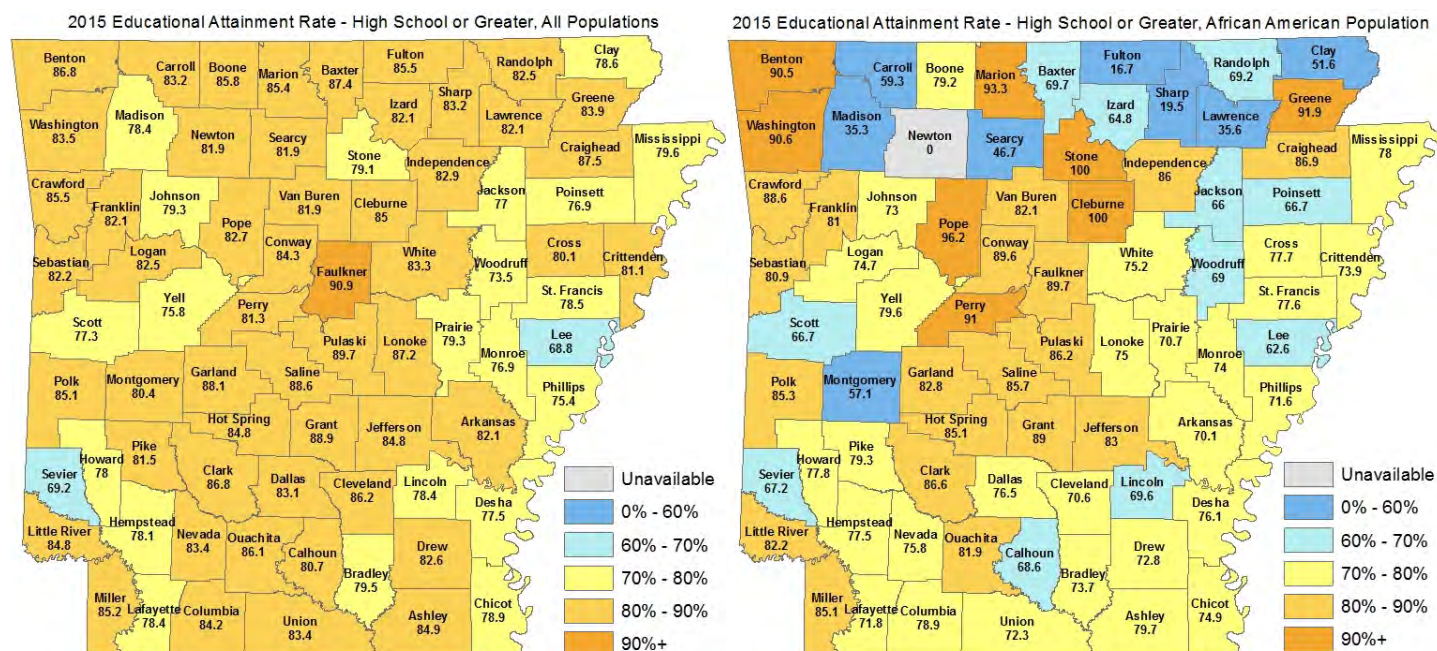 2015 Educational Attainment Rate - High School or Greater, All Populations
Benton
86.8
Carroll
83.2
Boone
85.8
Marion
85.4
Baxter
87.4
Fulton
85.5
Randolph
82.5
Clay
78.6
Washington
83.5
Madison
78.4
Newton
81.9
Searcy
81.9
Stone
79.1
Izard
82.1
Sharp
83.2
Lawrence
82.1
Greene
83.9
Independence
82.9
Craighead
87.5
Mississippi
79.6
Crawford
85.5
Franklin
82.1
Johnson
79.3
Pope
82.7
Van Buren
81.9
Cleburne
85
Jackson
77
Poinsett
76.9
Sebastian
82.2
Logan
82.5
Conway
84.3
Faulkner
90.9
White
83.3
Woodruff
73.5
Cross
80.1
Crittenden
81.1
St. Francis
78.5
Scott
77.3
Yell
75.8
Perry
81.3
Pulaski
89.7
Lonoke
87.2
Prairie
79.3
Monroe
76.9
Lee
68.8
Phillips
75.4
Polk
85.1
Montgomery
80.4
Garland
88.1
Saline
88.6
Hot Spring
84.8
Grant
88.9
Jefferson
84.8
Arkansas
82.1
Sevier
69.2
Howard
78
Pike
81.5
Clark
86.8
Dallas
83.1
Cleveland
86.2
Lincoln
78.4
Desha
77.5
Little River
84.8
Hempstead
78.1
Nevada
83.4
Ouachita
86.1
Calhoun
80.7
Bradley
79.5
Drew
82.6
Miller
85.2
Lafayette
78.4
Columbia
84.2
Union
83.4
Ashley
84.9
Chicot
78.9
Unavailable
0% - 60%
60% - 70%
70% - 80%
80% - 90%
90%+
2015 Educational Attainment Rate - High School or Greater, African American Population
Benton
90.5
Carroll
59.3
Boone
79.2
Marion
93.3
Baxter
69.7
Fulton
16.7
Randolph
69.2
Clay
51.6
Washington
90.6
Madison
35.3
Newton
0
Searcy
46.7
Stone
100
Izard
64.8
Sharp
19.5
Lawrence
35.6
Greene
91.9
Independence
86
Craighead
86.9
Mississippi
78
Crawford
88.6
Franklin
81
Johnson
73
Pope
96.2
Van Buren
82.1
Cleburne
100
Jackson
66
Poinsett
66.7
Sebastian
80.9
Logan
74.7
Conway
89.6
Faulkner
89.7
White
75.2
Woodruff
69
Cross
77.7
Crittenden
73.9
St. Francis
77.6
Scott
66.7
Yell
79.6
Perry
91
Pulaski
86.2
Lonoke
75
Prairie
70.7
Monroe
74
Lee
62.6
Phillips
71.6
Polk
85.3
Montgomery
57.1
Garland
82.8
Saline
85.7
Hot Spring
85.1
Grant
89
Jefferson
83
Arkansas
70.1
Sevier
67.2
Howard
77.8
Pike
79.3
Clark
86.6
Dallas
76.5
Cleveland
70.6
Lincoln
69.6
Desha
76.1
Little River
82.2
Hempstead
77.5
Nevada
75.8
Ouachita
81.9
Calhoun
68.6
Bradley
73.7
Drew
72.8
Miller
85.1
Lafayette
71.8
Columbia
78.9
Union
72.3
Ashley
79.7
Chicot
74.9
Unavailable
0% - 60%
60% - 70%
70% - 80%
80% - 90%
90%+